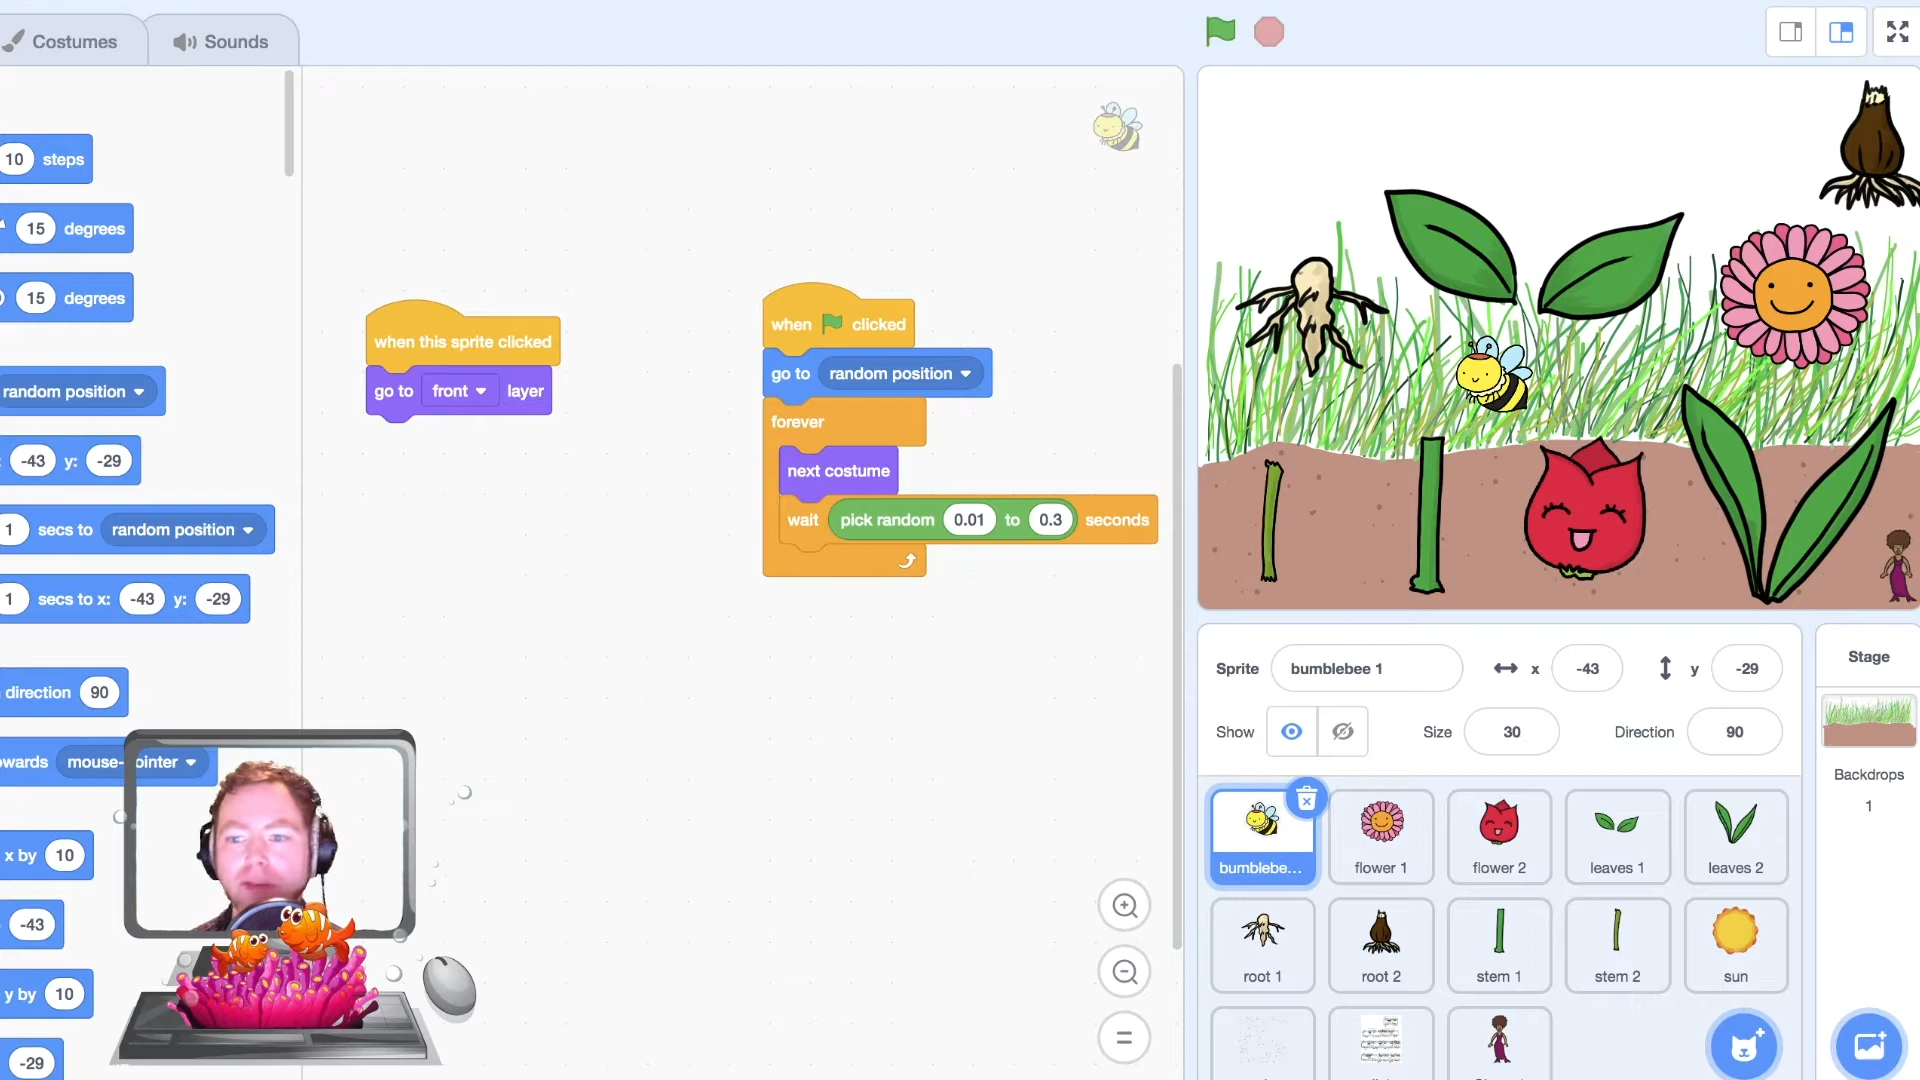 Costumes
Sounds
10 steps
15 degrees
15 degrees
random position
-43 y: -29
1 secs to random position
1 secs to x: -43 y: -29
direction 90
owards mouse-pointer
x by 10
-43
y by 10
-29
when this sprite clicked
go to front layer
when clicked
go to random position
forever
next costume
wait pick random 0.01 to 0.3 seconds
Sprite bumblebee 1 x -43 y -29
Show Size 30 Direction 90
bumblebe... flower 1 flower 2 leaves 1 leaves 2
root 1 root 2 stem 1 stem 2 sun
Stage
Backdrops
1